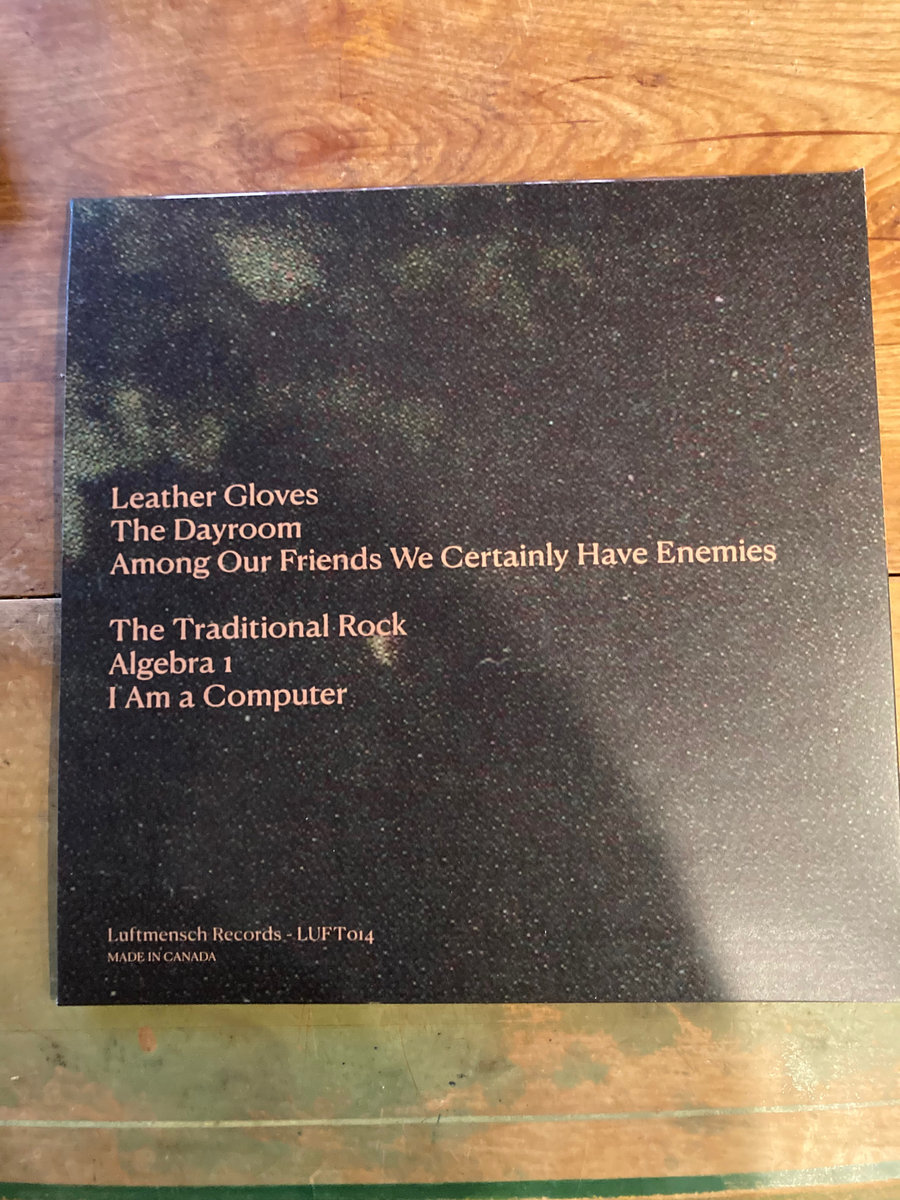 Leather Gloves
The Dayroom
Among Our Friends We Certainly Have Enemies
The Traditional Rock
Algebra 1
I Am a Computer
Luftmensch Records - LUFT014
MADE IN CANADA